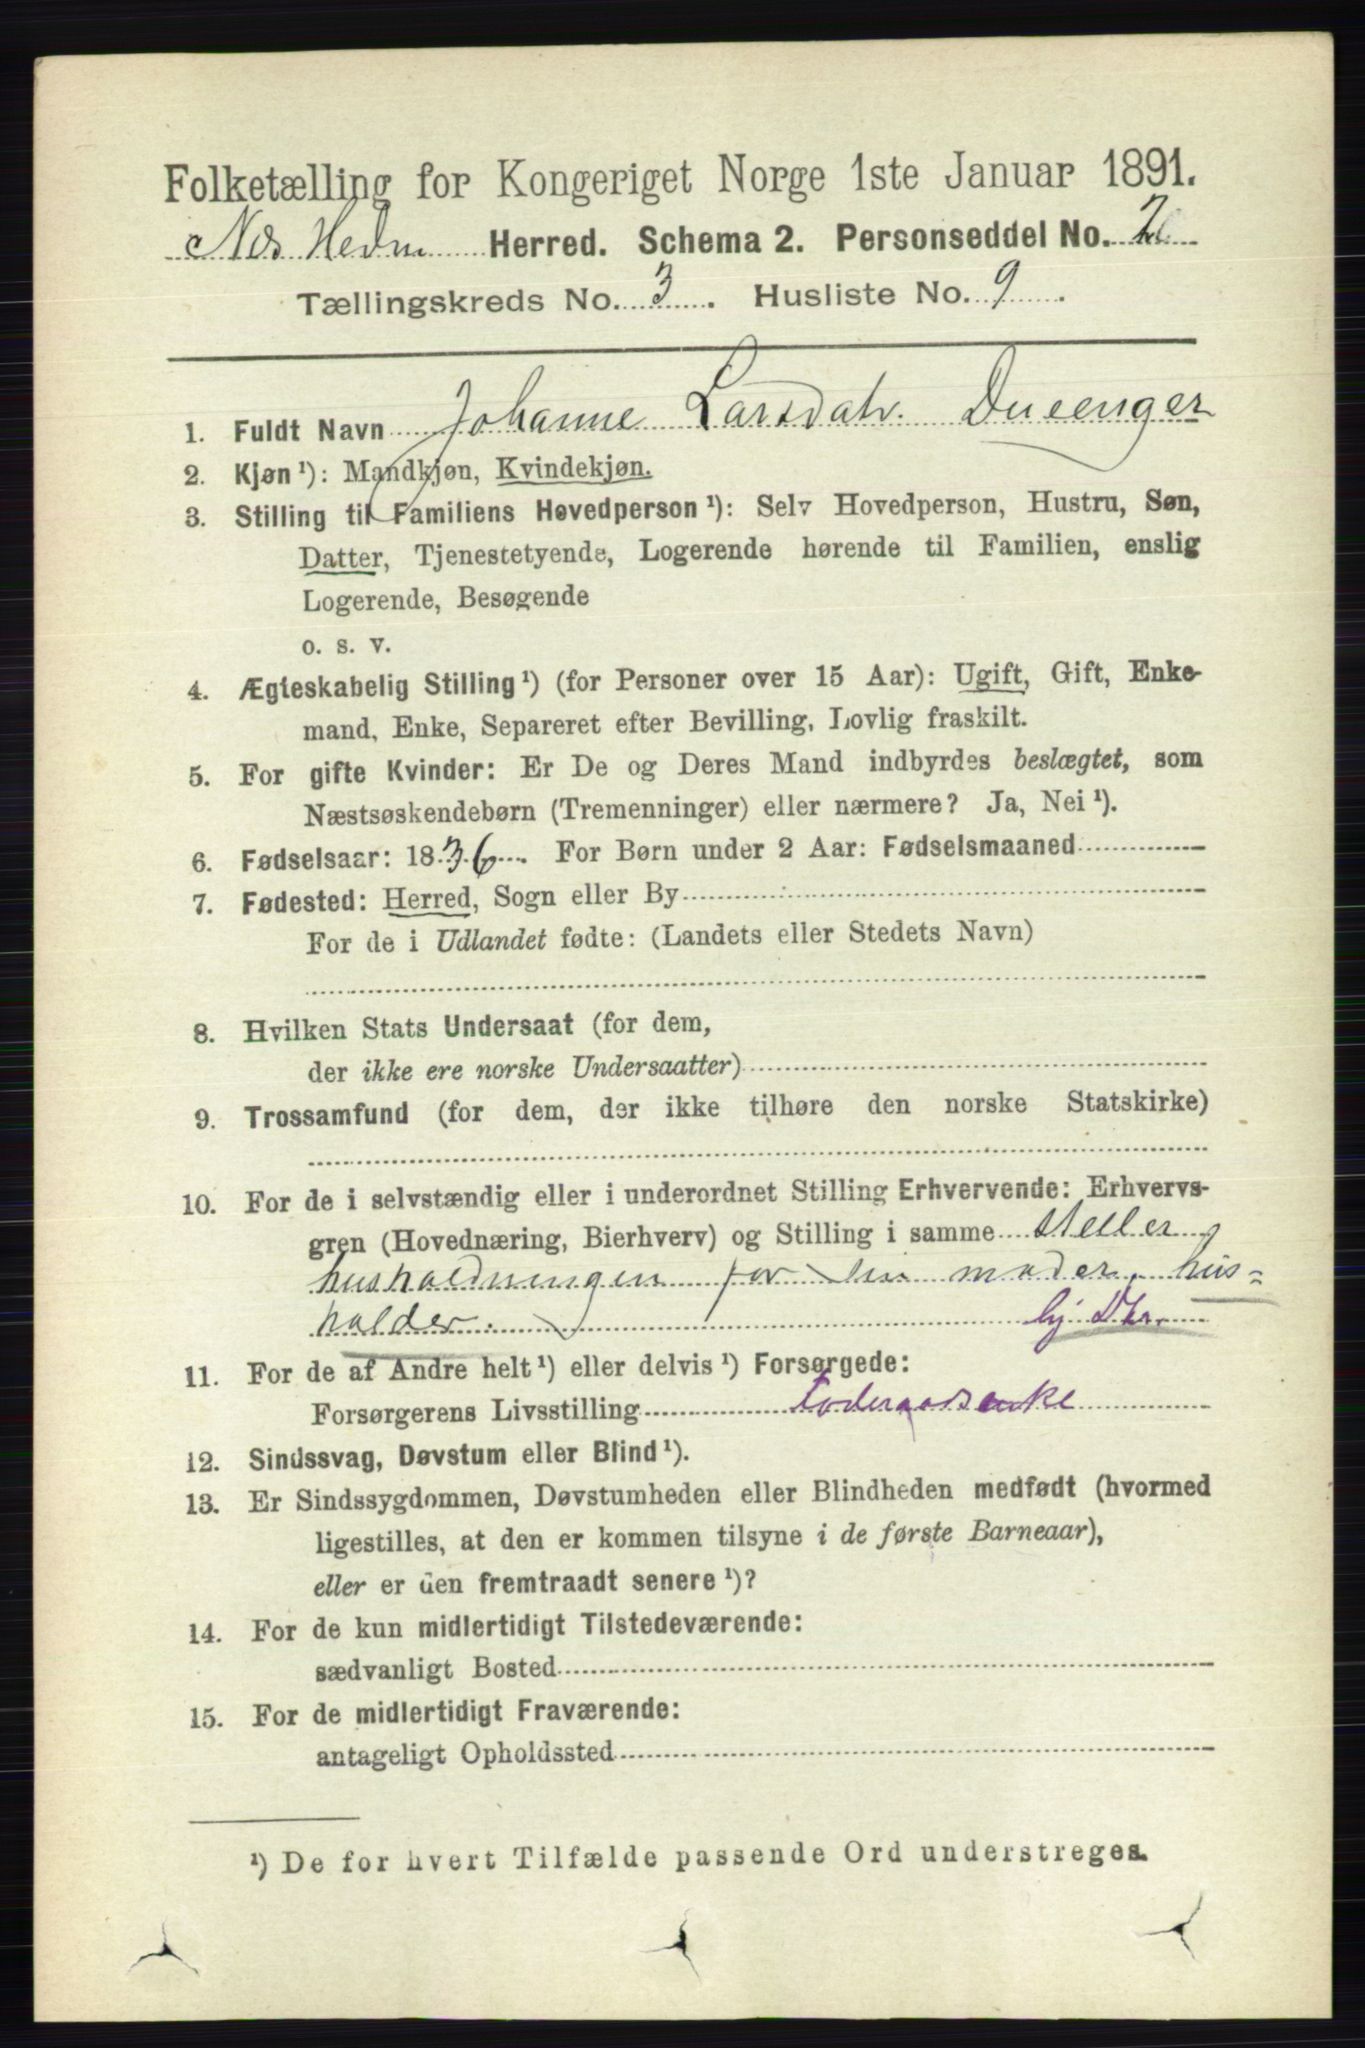 Folketælling for Kongeriget Norge 1ste Januar 1891.
Nes Hedm Herred. Schema 2. Personseddel No. 2
Tællingskreds No. 3. Husliste No. 9.
1. Fuldt Navn Johanne Larsdatr. Dueenger
2. Kjøn ¹): Mandkjøn, Kvindekjøn.
3. Stilling til Familiens Hovedperson ¹): Selv Hovedperson, Hustru, Søn,
Datter, Tjenestetyende, Logerende hørende til Familien, enslig
Logerende, Besøgende
o. s. v.
4. Ægteskabelig Stilling ¹) (for Personer over 15 Aar): Ugift, Gift, Enke-
mand, Enke, Separeret efter Bevilling, Lovlig fraskilt.
5. For gifte Kvinder: Er De og Deres Mand indbyrdes beslægtet, som
Næstsøskendebørn (Tremenninger) eller nærmere? Ja, Nei ¹).
6. Fødselsaar: 1836. For Børn under 2 Aar: Fødselsmaaned
7. Fødested: Herred, Sogn eller By
For de i Udlandet fødte: (Landets eller Stedets Navn)
8. Hvilken Stats Undersaat (for dem,
der ikke ere norske Undersaatter)
9. Trossamfund (for dem, der ikke tilhøre den norske Statskirke)
10. For de i selvstændig eller i underordnet Stilling Erhvervende: Erhvervs-
gren (Hovednæring, Bierhverv) og Stilling i samme steller
husholdningen for sin moder, hus=
holder. hj Dtr.
11. For de af Andre helt ¹) eller delvis ¹) Forsørgede:
Forsørgerens Livsstilling Foderaadsenke
12. Sindssvag, Døvstum eller Blind ¹).
13. Er Sindssygdommen, Døvstumheden eller Blindheden medfødt (hvormed
ligestilles, at den er kommen tilsyne i de første Barneaar),
eller er den fremtraadt senere ¹)?
14. For de kun midlertidigt Tilstedeværende:
sædvanligt Bosted
15. For de midlertidigt Fraværende:
antageligt Opholdssted
¹) De for hvert Tilfælde passende Ord understreges.